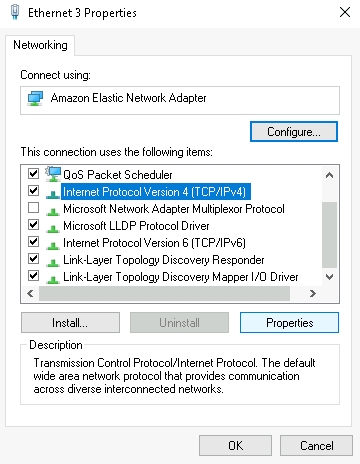 Ethernet 3 Properties
Networking
Connect using:
Amazon Elastic Network Adapter
Configure...
This connection uses the following items:
QoS Packet Scheduler
Internet Protocol Version 4 (TCP/IPv4)
Microsoft Network Adapter Multiplexor Protocol
Microsoft LLDP Protocol Driver
Internet Protocol Version 6 (TCP/IPv6)
Link-Layer Topology Discovery Responder
Link-Layer Topology Discovery Mapper I/O Driver
Install... Uninstall Properties
Description
Transmission Control Protocol/Internet Protocol. The default
wide area network protocol that provides communication
across diverse interconnected networks.
OK Cancel